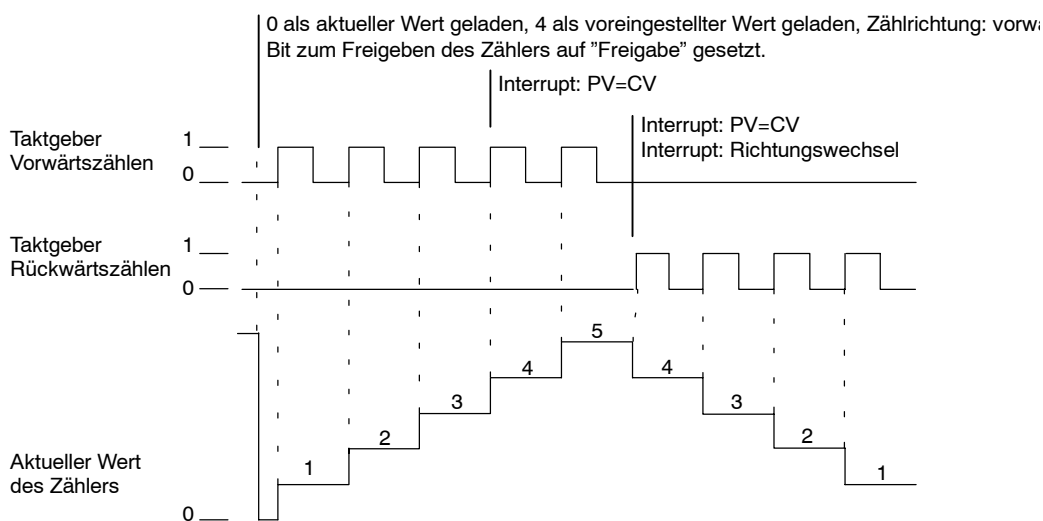 0 als aktueller Wert geladen, 4 als voreingestellter Wert geladen, Zählrichtung:
Bit zum Freigeben des Zählers auf ”Freigabe” gesetzt.
Interrupt: PV=CV
Interrupt: PV=CV
Interrupt: Richtungswechsel
Taktgeber
Vorwärtszählen
1
0
Taktgeber
Rückwärtszählen
1
0
5
4
4
3
3
2
2
1
1
Aktueller Wert
des Zählers
0